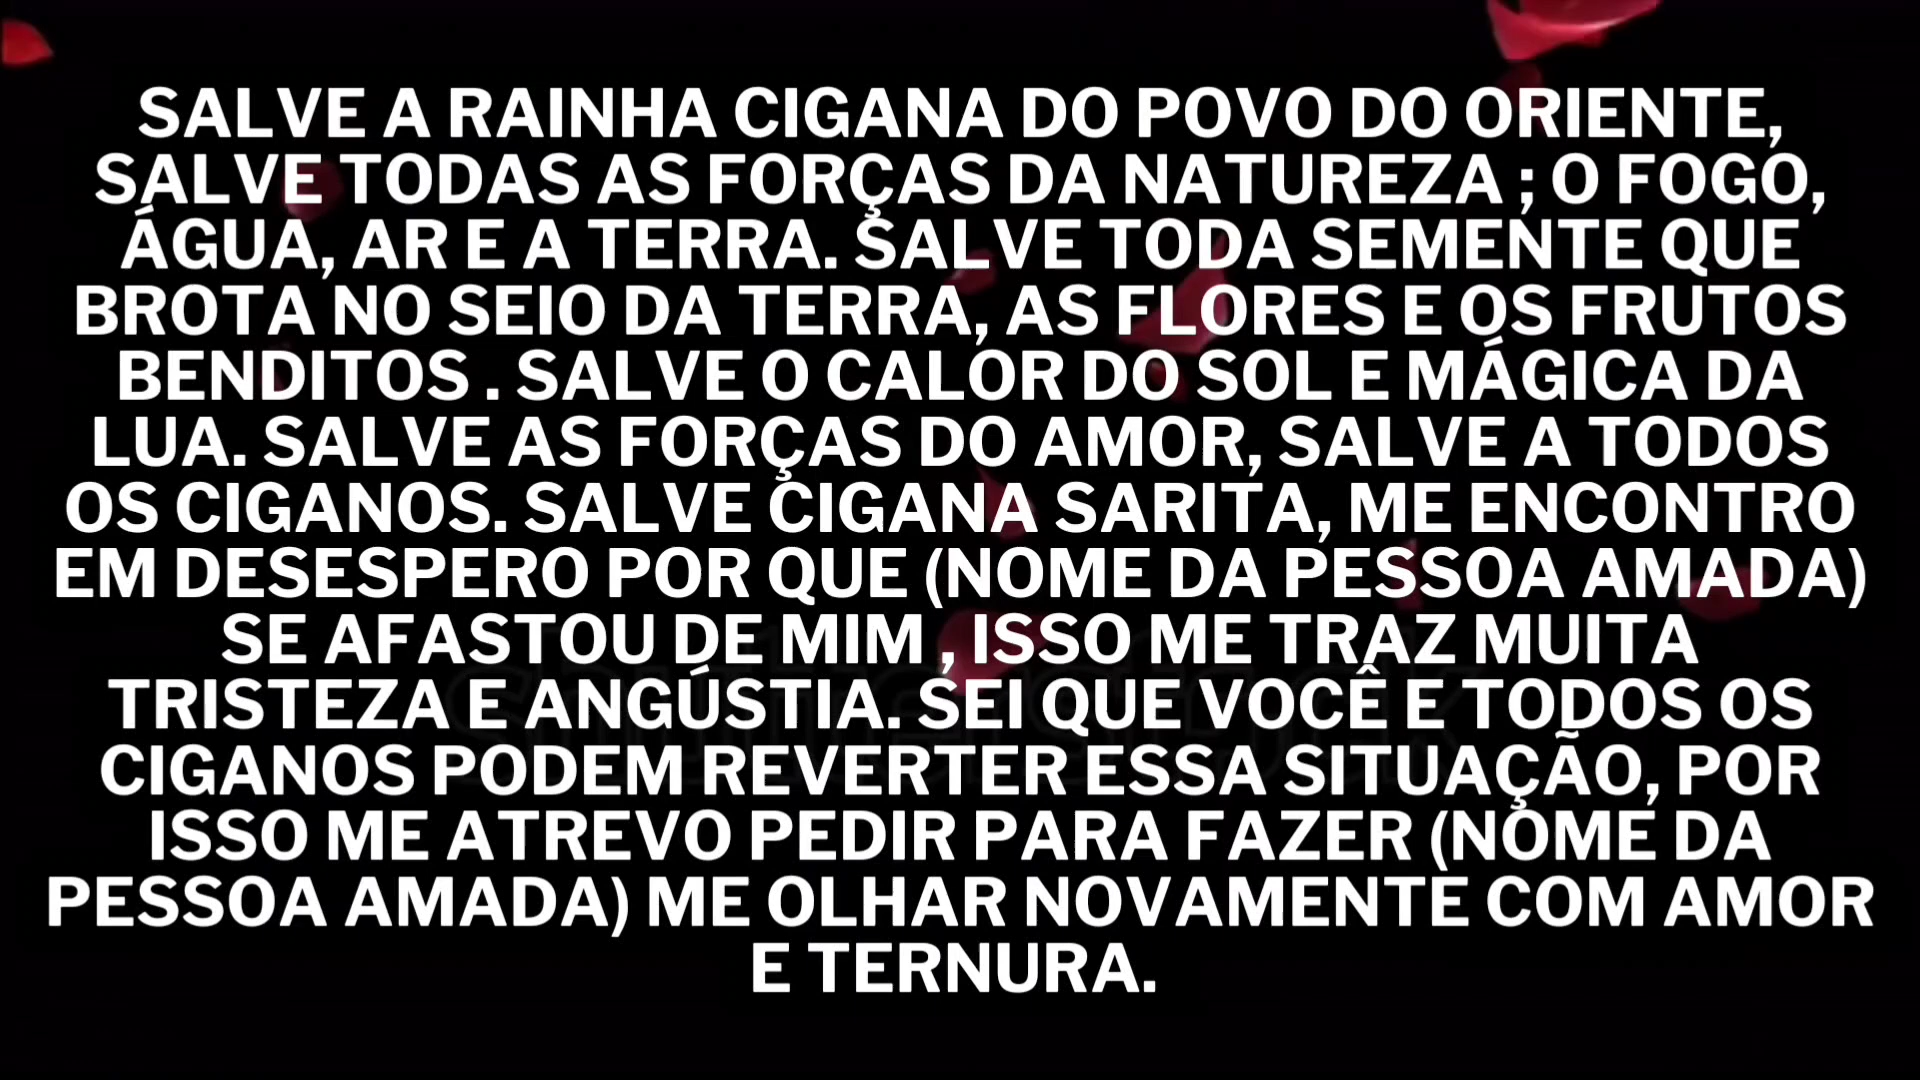 SALVE A RAINHA CIGANA DO POVO DO ORIENTE,
SALVE TODAS AS FORÇAS DA NATUREZA ; O FOGO,
ÁGUA, AR E A TERRA. SALVE TODA SEMENTE QUE
BROTA NO SEIO DA TERRA, AS FLORES E OS FRUTOS
BENDITOS . SALVE O CALOR DO SOL E MÁGICA DA
LUA. SALVE AS FORÇAS DO AMOR, SALVE A TODOS
OS CIGANOS. SALVE CIGANA SARITA, ME ENCONTRO
EM DESESPERO POR QUE (NOME DA PESSOA AMADA)
SE AFASTOU DE MIM , ISSO ME TRAZ MUITA
TRISTEZA E ANGÚSTIA. SEI QUE VOCÊ E TODOS OS
CIGANOS PODEM REVERTER ESSA SITUAÇÃO, POR
ISSO ME ATREVO PEDIR PARA FAZER (NOME DA
PESSOA AMADA) ME OLHAR NOVAMENTE COM AMOR
E TERNURA.